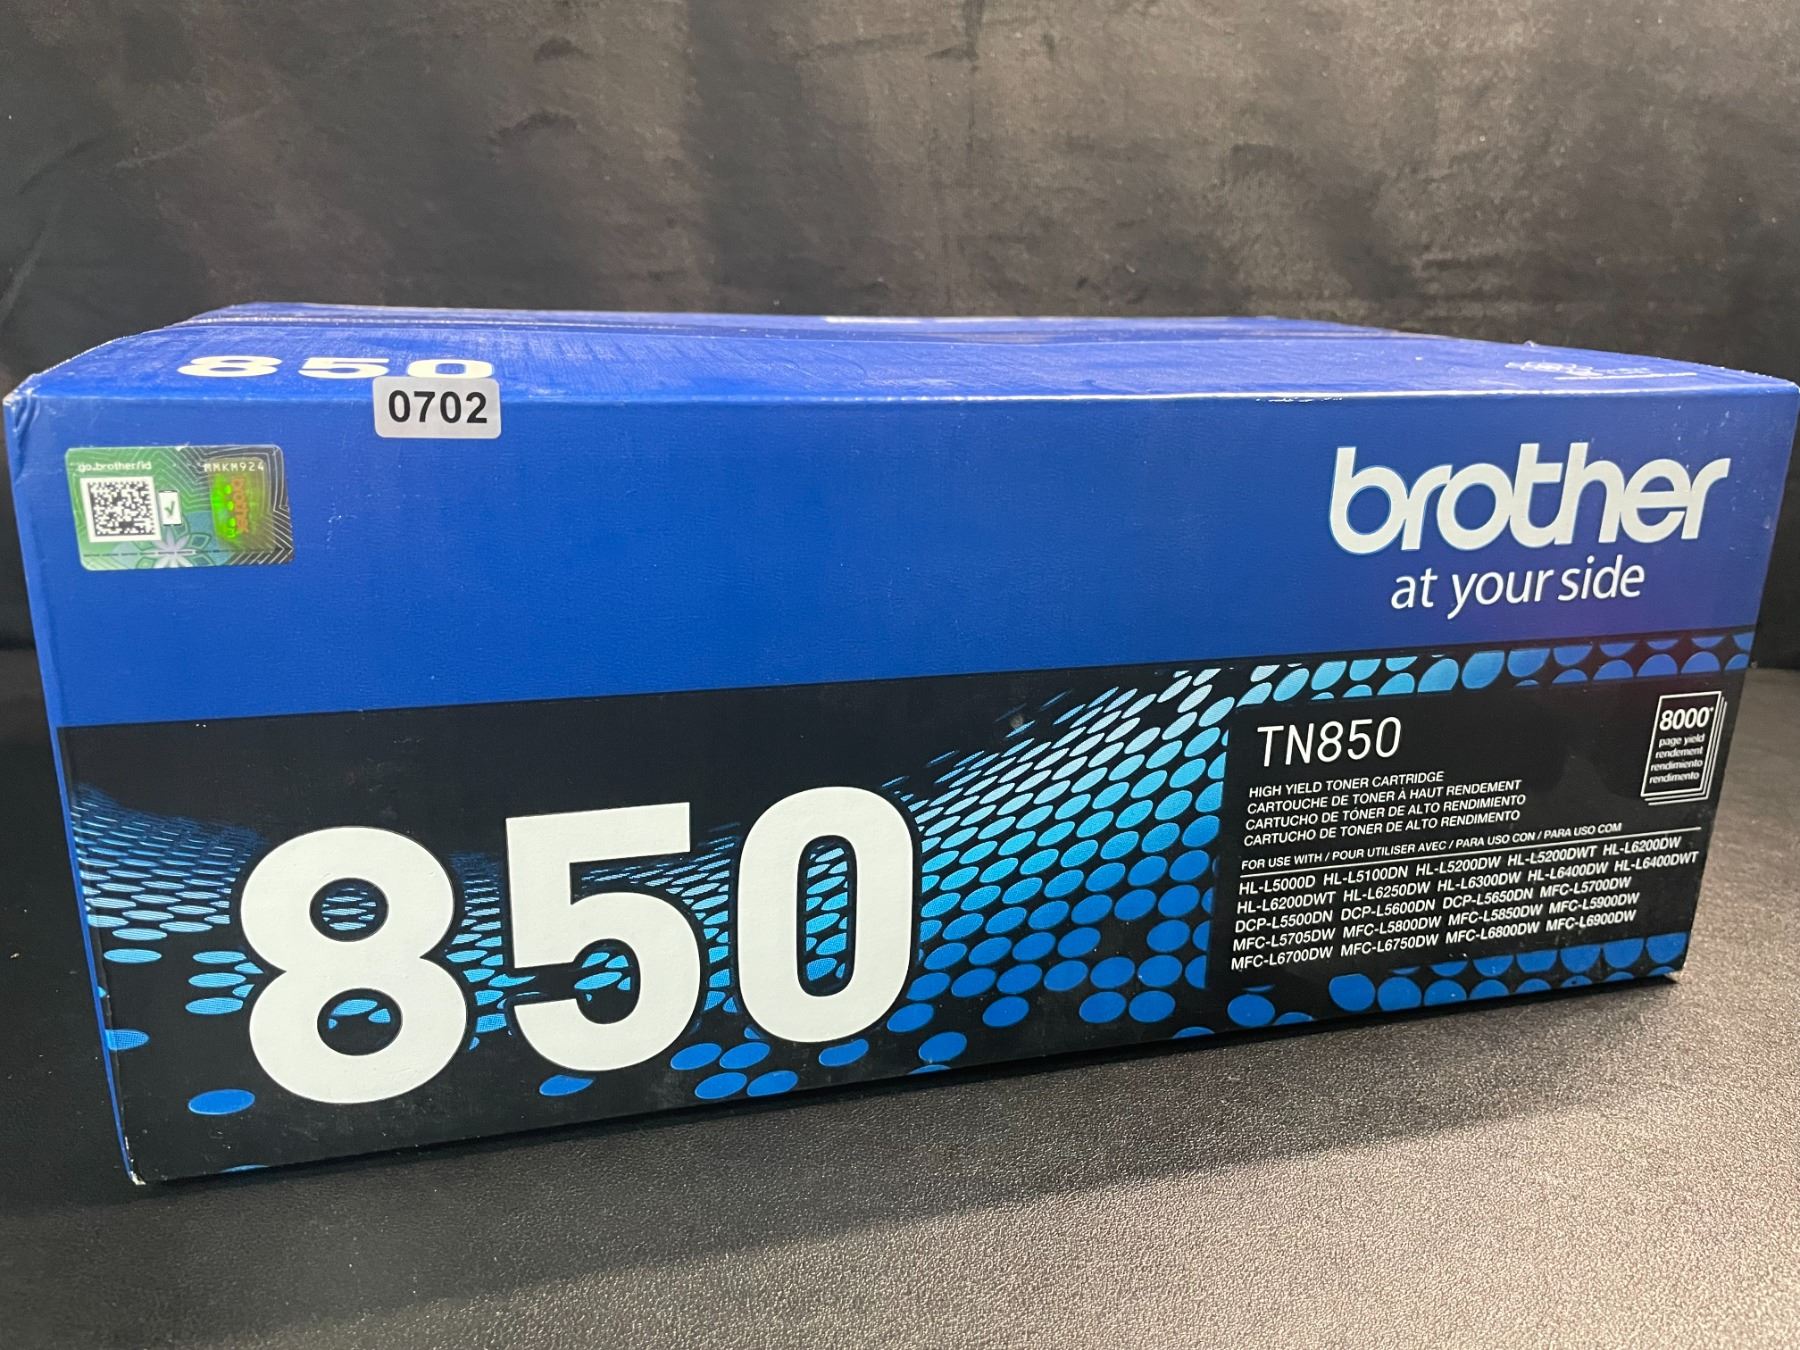 850
0702
go.brother/id
MMKM924
brother
brother
at your side
TN850
8000*
page yield
rendement
rendimiento
rendimento
HIGH YIELD TONER CARTRIDGE
CARTOUCHE DE TONER À HAUT RENDEMENT
CARTUCHO DE TÓNER DE ALTO RENDIMIENTO
CARTUCHO DE TONER DE ALTO RENDIMENTO
FOR USE WITH / POUR UTILISER AVEC / PARA USO CON / PARA USO COM
HL-L5000D HL-L5100DN HL-L5200DW HL-L5200DWT HL-L6200DW
HL-L6200DWT HL-L6250DW HL-L6300DW HL-L6400DW HL-L6400DWT
DCP-L5500DN DCP-L5600DN DCP-L5650DN MFC-L5700DW
MFC-L5705DW MFC-L5800DW MFC-L5850DW MFC-L5900DW
MFC-L6700DW MFC-L6750DW MFC-L6800DW MFC-L6900DW
850